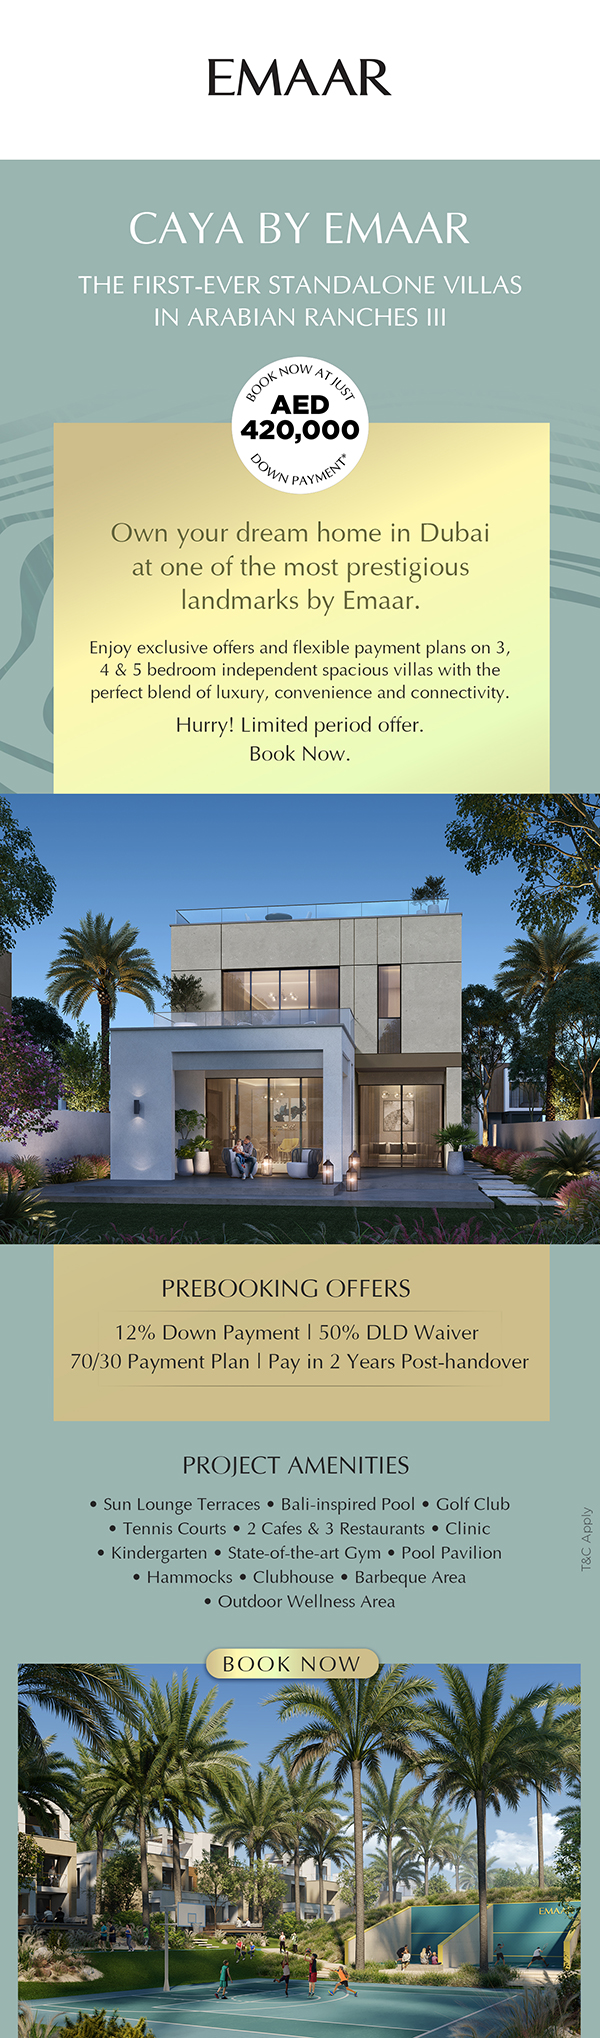 EMAAR
CAYA BY EMAAR
THE FIRST-EVER STANDALONE VILLAS
IN ARABIAN RANCHES III
BOOK NOW AT JUST
AED
420,000
DOWN PAYMENT*
Own your dream home in Dubai
at one of the most prestigious
landmarks by Emaar.
Enjoy exclusive offers and flexible payment plans on 3,
4 & 5 bedroom independent spacious villas with the
perfect blend of luxury, convenience and connectivity.
Hurry! Limited period offer.
Book Now.
PREBOOKING OFFERS
12% Down Payment | 50% DLD Waiver
70/30 Payment Plan | Pay in 2 Years Post-handover
PROJECT AMENITIES
• Sun Lounge Terraces • Bali-inspired Pool • Golf Club
• Tennis Courts • 2 Cafes & 3 Restaurants • Clinic
• Kindergarten • State-of-the-art Gym • Pool Pavilion
• Hammocks • Clubhouse • Barbeque Area
• Outdoor Wellness Area
T&C Apply
BOOK NOW
EMAAR